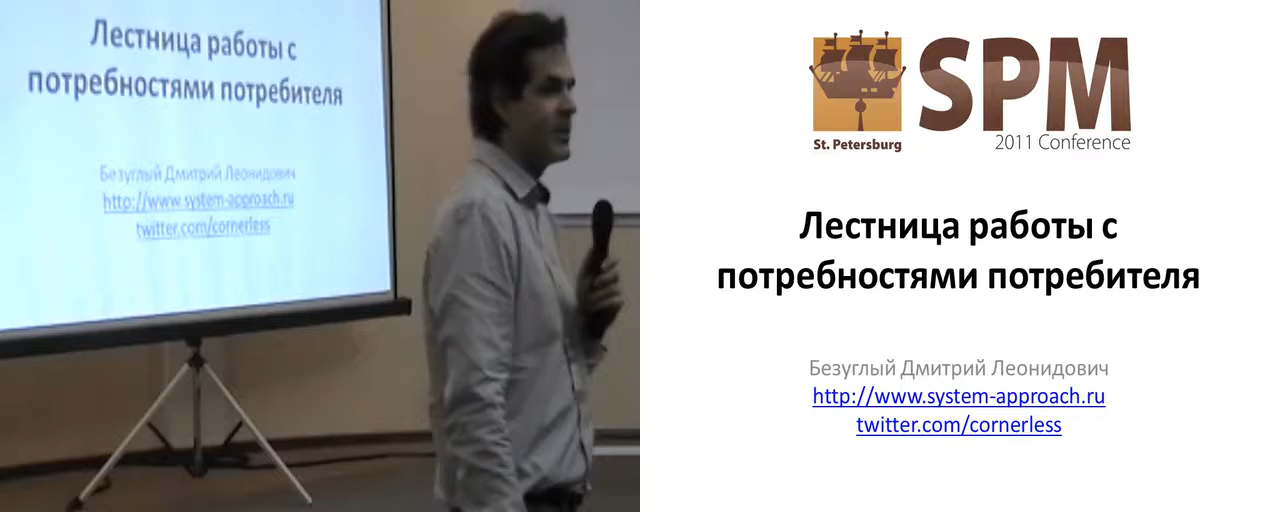 Лестница работы с
потребностями потребителя
Безуглый Дмитрий Леонидович
http://www.system-approach.ru
twitter.com/cornerless
SPM
St. Petersburg
2011 Conference
Лестница работы с
потребностями потребителя
Безуглый Дмитрий Леонидович
http://www.system-approach.ru
twitter.com/cornerless